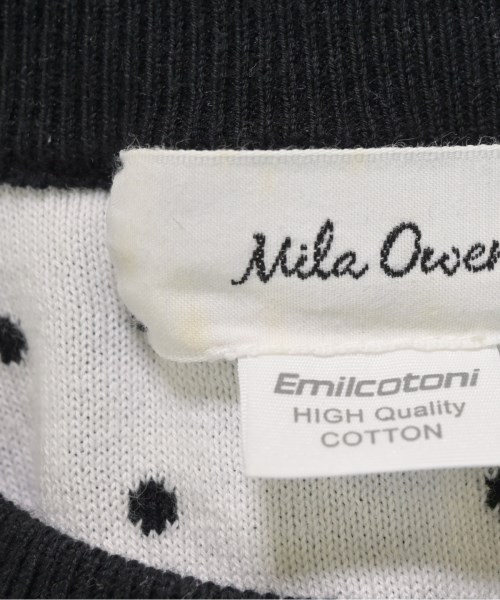 Mila Owen
Emilcotoni
HIGH Quality
COTTON